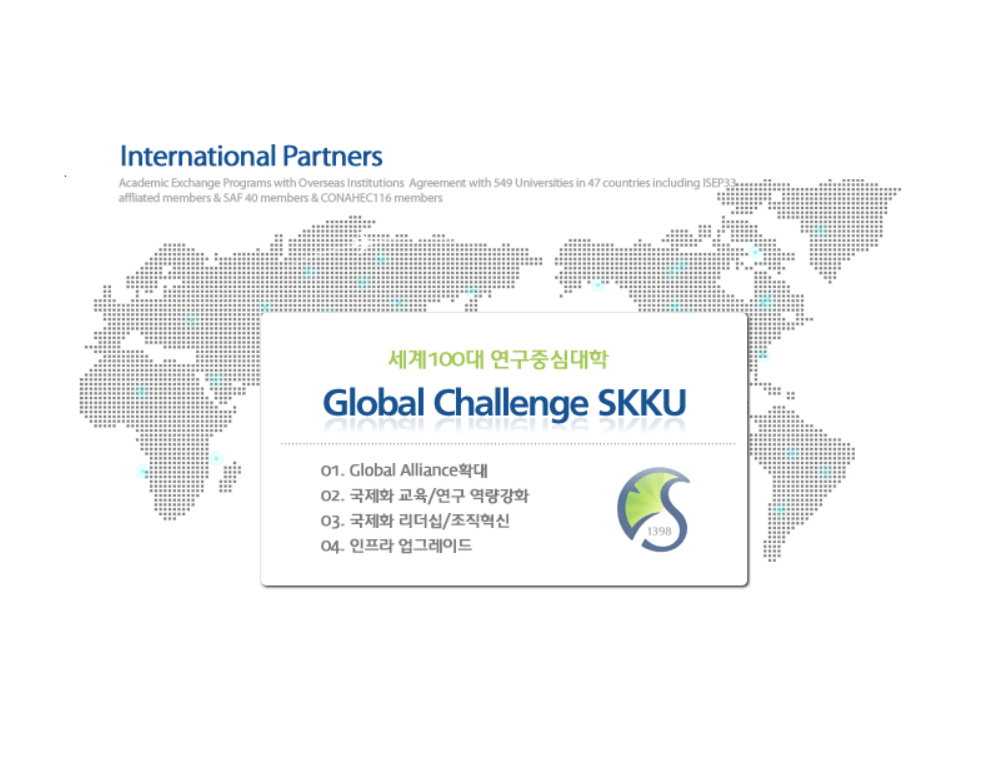 International Partners
Academic Exchange Programs with Overseas Institutions Agreement with 549 Universities in 47 countries including ISEP33
affliated members & SAF 40 members & CONAHEC116 members
세계100대 연구중심대학
Global Challenge SKKU
01. Global Alliance확대
02. 국제화 교육/연구 역량강화
03. 국제화 리더십/조직혁신
04. 인프라 업그레이드
1398